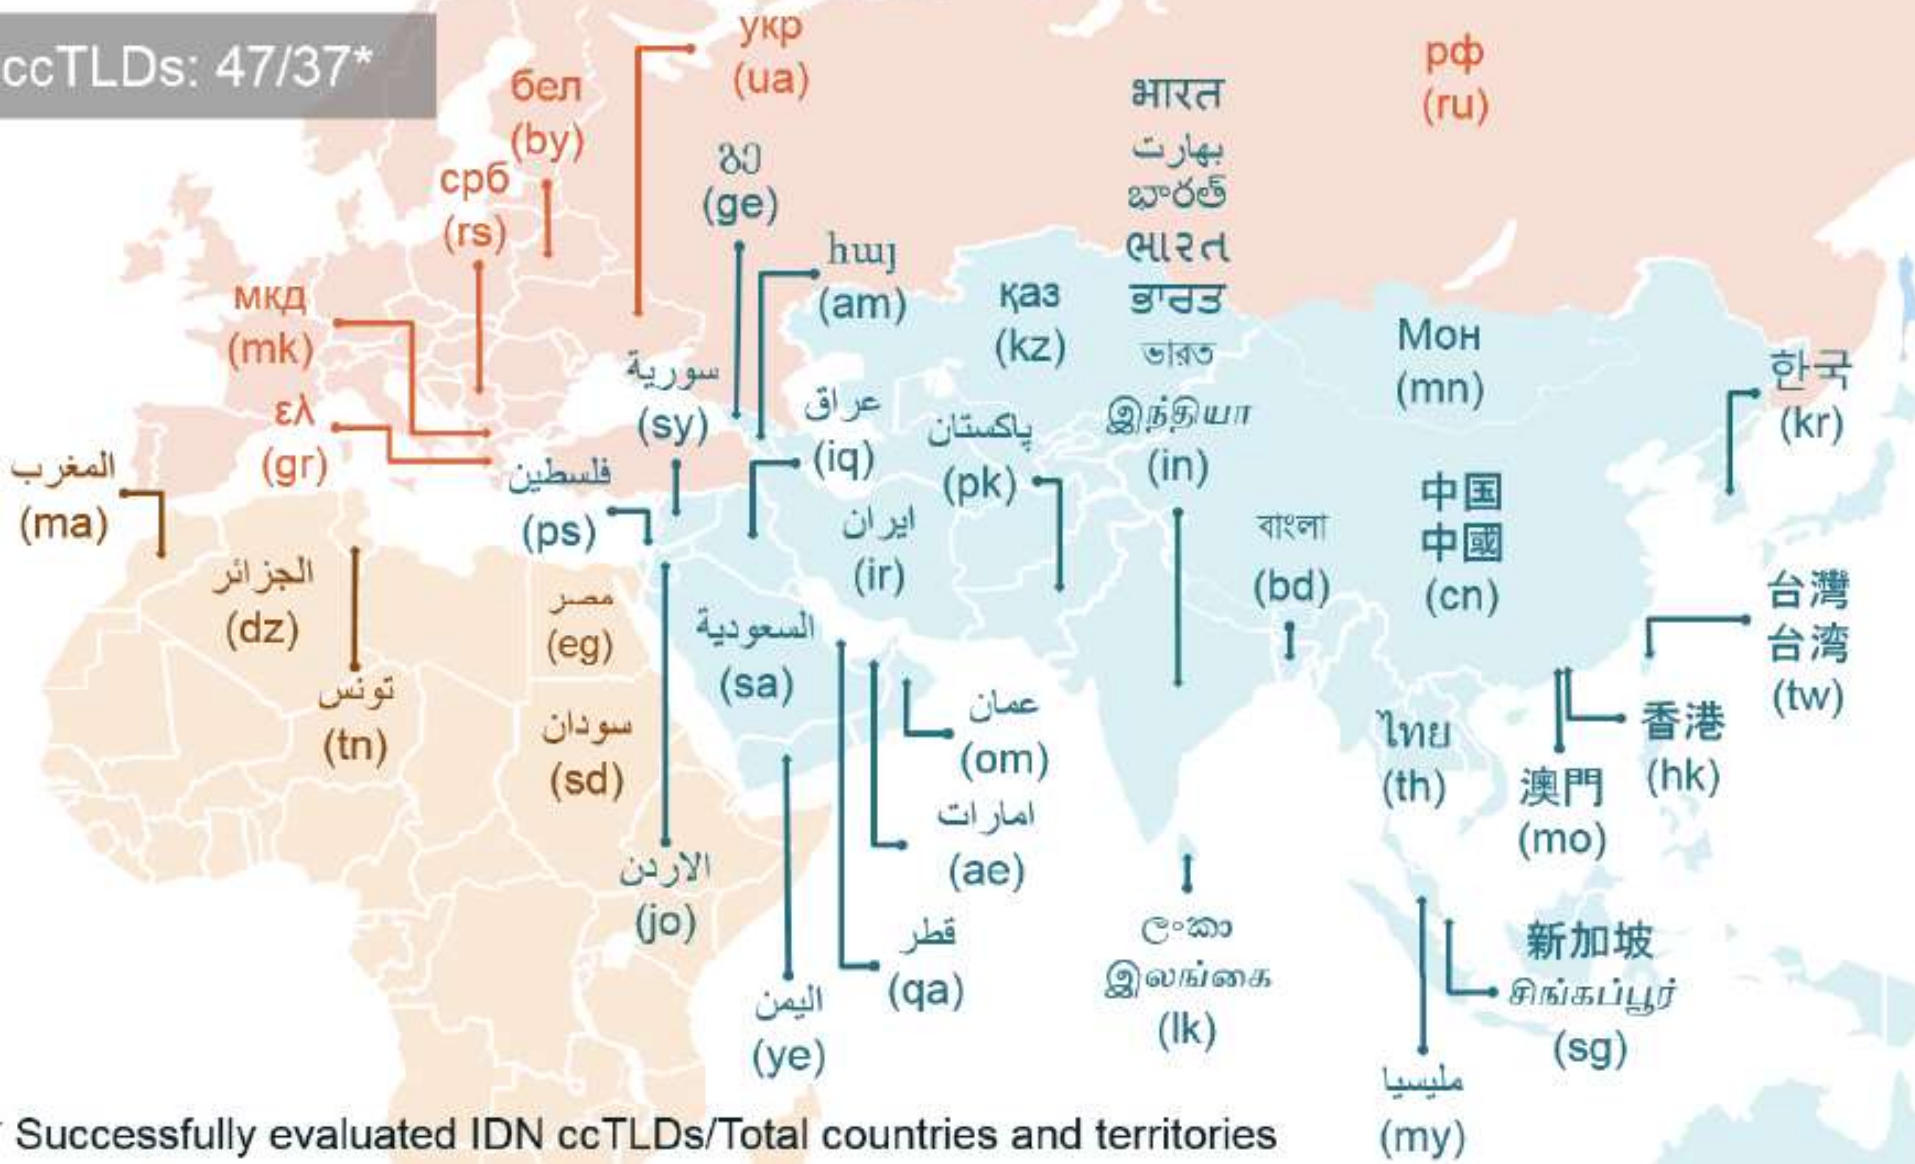 ccTLDs: 47/37*
укр
(ua)
рф
(ru)
бел
(by)
срб
(rs)
გე
(ge)
հայ
(am)
भारत
بھارت
భారత్
ભારત
ਭਾਰਤ
ভারত
இந்தியா
(in)
мкд
(mk)
ελ
(gr)
қаз
(kz)
Мон
(mn)
한국
(kr)
سورية
(sy)
عراق
(iq)
پاکستان
(pk)
المغرب
(ma)
فلسطين
(ps)
ایران
(ir)
বাংলা
(bd)
中国
中國
(cn)
الجزائر
(dz)
مصر
(eg)
السعودية
(sa)
台灣
台湾
(tw)
تونس
(tn)
سودان
(sd)
عمان
(om)
ไทย
(th)
香港
(hk)
澳門
(mo)
امارات
(ae)
الاردن
(jo)
قطر
(qa)
ලංකා
இலங்கை
(lk)
新加坡
சிங்கப்பூர்
(sg)
اليمن
(ye)
مليسيا
(my)
* Successfully evaluated IDN ccTLDs/Total countries and territories